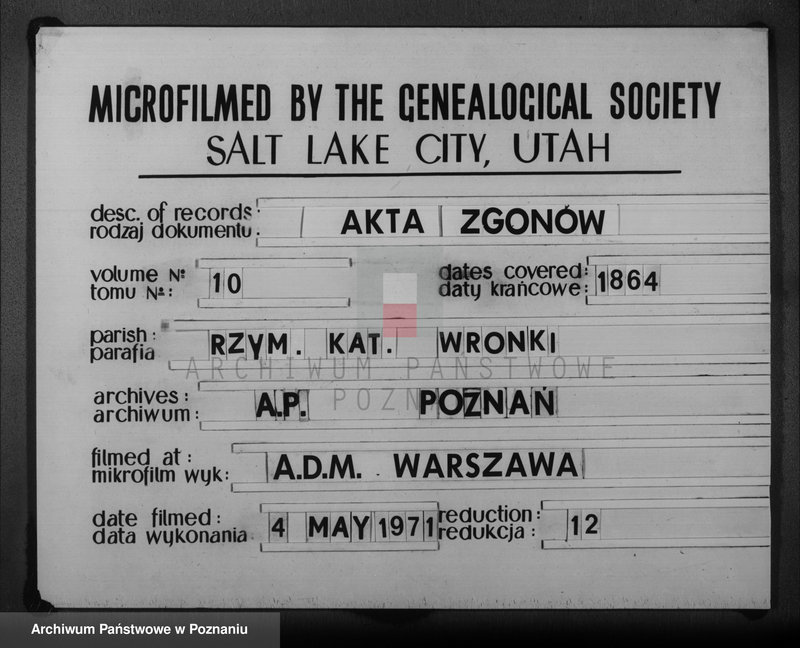 MICROFILMED BY THE GENEALOGICAL SOCIETY
SALT LAKE CITY, UTAH
desc. of records: AKTA ZGONÓW
rodzaj dokumentu:
volume №
tomu №: 10
dates covered: 1864
daty krańcowe:
parish: RZYM. KAT. WRONKI
parafia
ARCHIWUM PAŃSTWOWE
W POZNANIU
archives: A.P. POZNAŃ
archiwum:
filmed at: A.D.M. WARSZAWA
mikrofilm wyk:
date filmed: 4 MAY 1971
data wykonania
reduction: 12
redukcja:
Archiwum Państwowe w Poznaniu